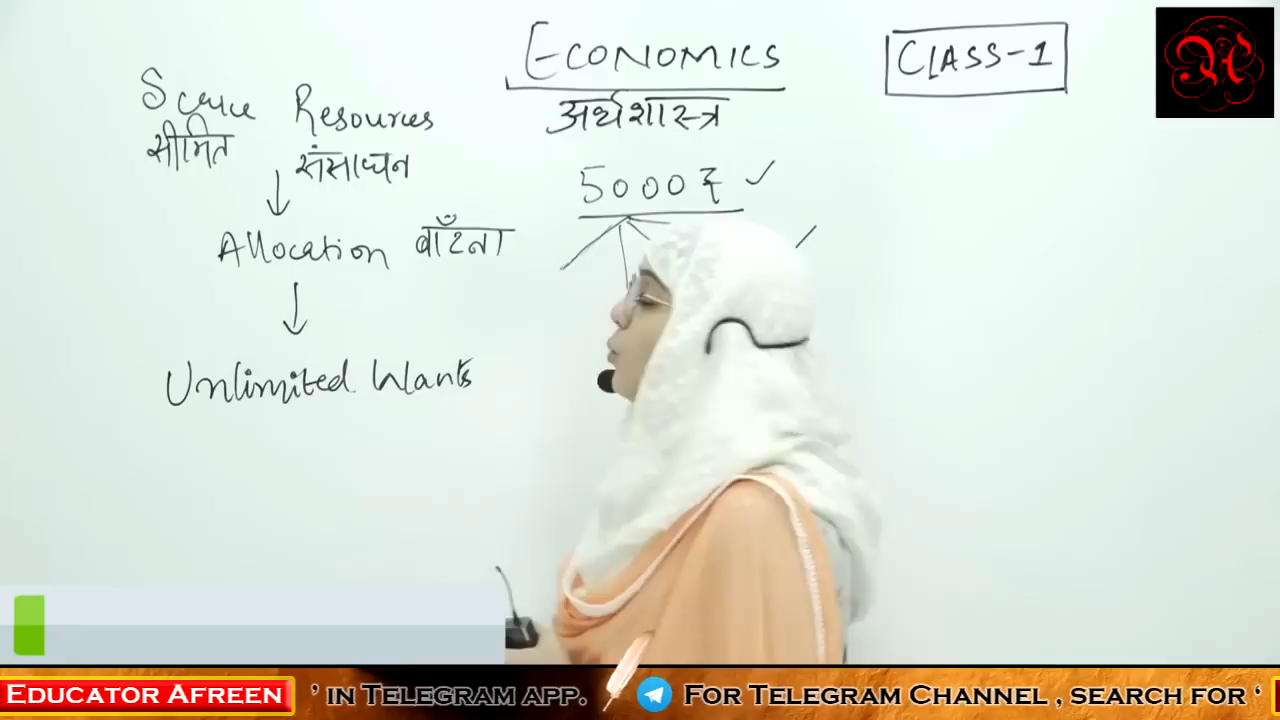 ECONOMICS
CLASS-1
अर्थशास्त्र
Scarce Resources
सीमित संसाधन
5000₹
Allocation बाँटना
Unlimited Wants
EDUCATOR AFREEN ’ IN TELEGRAM APP. FOR TELEGRAM CHANNEL , SEARCH FOR ‘